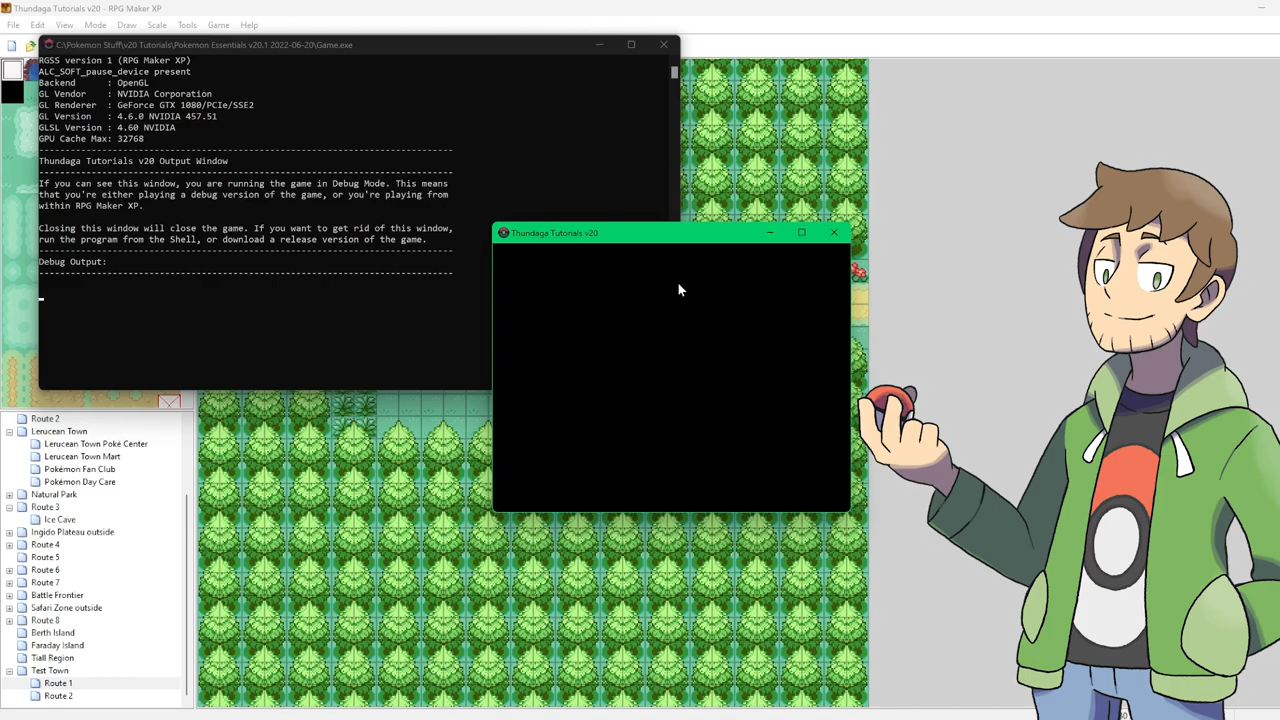 Thundaga Tutorials v20 - RPG Maker XP
File Edit View Mode Draw Scale Tools Game Help
C:\Pokemon Stuff\v20 Tutorials\Pokemon Essentials v20.1 2022-06-20\Game.exe
RGSS version 1 (RPG Maker XP)
ALC_SOFT_pause_device present
Backend : OpenGL
GL Vendor : NVIDIA Corporation
GL Renderer : GeForce GTX 1080/PCIe/SSE2
GL Version : 4.6.0 NVIDIA 457.51
GLSL Version : 4.60 NVIDIA
GPU Cache Max: 32768
--------------------------------------------------------------------------------
Thundaga Tutorials v20 Output Window
--------------------------------------------------------------------------------
If you can see this window, you are running the game in Debug Mode. This means
that you're either playing a debug version of the game, or you're playing from
within RPG Maker XP.
Closing this window will close the game. If you want to get rid of this window,
run the program from the Shell, or download a release version of the game.
--------------------------------------------------------------------------------
Debug Output:
--------------------------------------------------------------------------------
Thundaga Tutorials v20
Route 2
Lerucean Town
Lerucean Town Poké Center
Lerucean Town Mart
Pokémon Fan Club
Pokémon Day Care
Natural Park
Route 3
Ice Cave
Ingido Plateau outside
Route 4
Route 5
Route 6
Route 7
Battle Frontier
Safari Zone outside
Route 8
Berth Island
Faraday Island
Tiall Region
Test Town
Route 1
Route 2